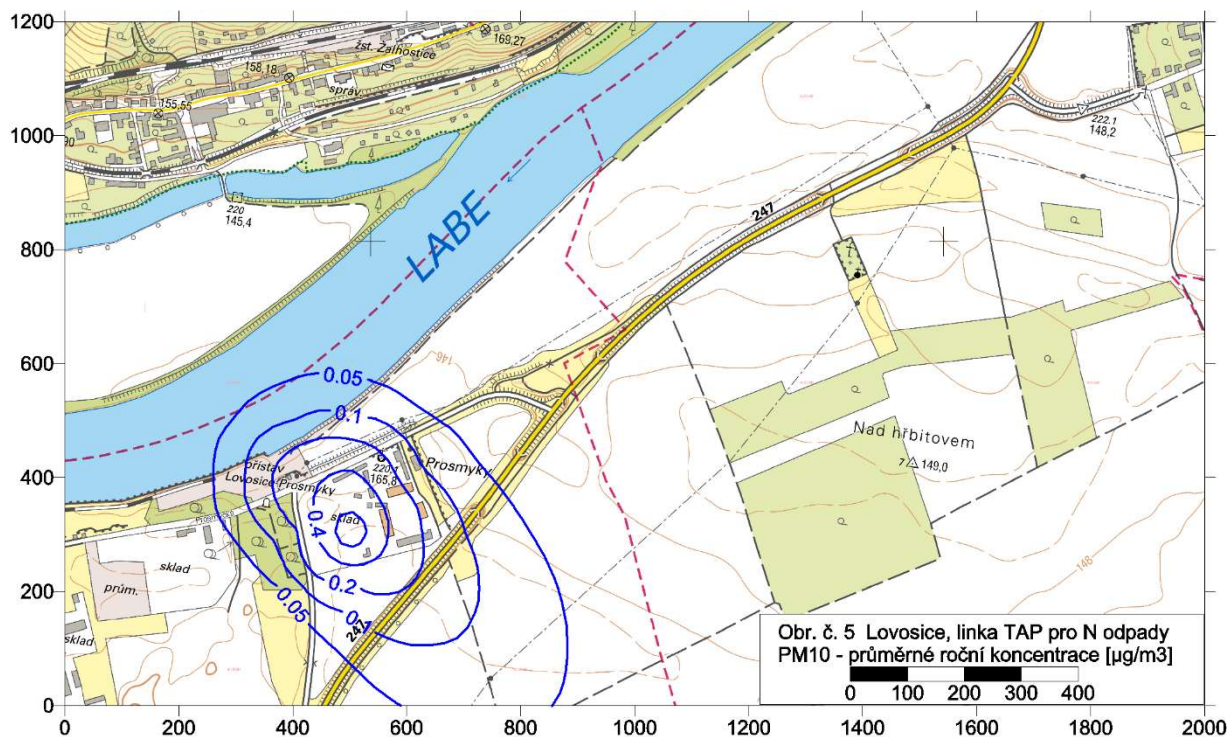 1200
1000
800
600
400
200
0
0
200
400
600
800
1000
1200
1400
1600
1800
2000
169,27
žst. Žalhostice
158,18
správ.
155,55
90
220
145,4
LABE
247
222.1
148,2
146
0.05
0.1
přístav
Lovosice-Prosmyky
220,1
165,8
Prosmyky
sklad
0.4
0.2
0.1
0.05
sklad
prům.
sklad
247
Nad hřbitovem
7 149,0
148
Obr. č. 5 Lovosice, linka TAP pro N odpady
PM10 - průměrné roční koncentrace [µg/m3]
0 100 200 300 400